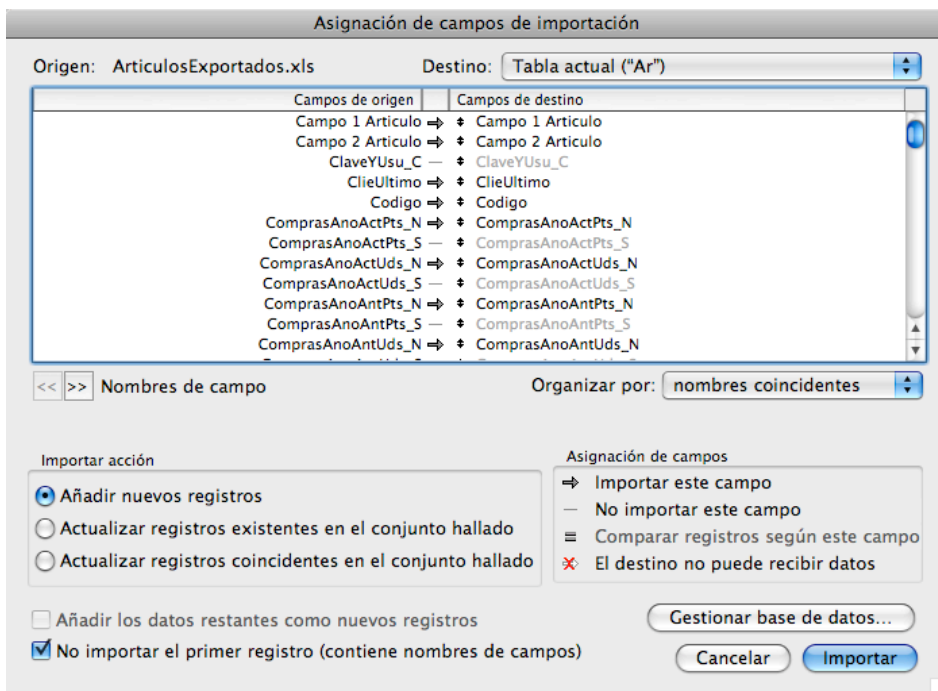 Asignación de campos de importación
Origen: ArticulosExportados.xls Destino: Tabla actual ("Ar")
Campos de origen Campos de destino
Campo 1 Articulo Campo 1 Articulo
Campo 2 Articulo Campo 2 Articulo
ClaveYUsu_C ClaveYUsu_C
ClieUltimo ClieUltimo
Codigo Codigo
ComprasAnoActPts_N ComprasAnoActPts_N
ComprasAnoActPts_S ComprasAnoActPts_S
ComprasAnoActUds_N ComprasAnoActUds_N
ComprasAnoActUds_S ComprasAnoActUds_S
ComprasAnoAntPts_N ComprasAnoAntPts_N
ComprasAnoAntPts_S ComprasAnoAntPts_S
ComprasAnoAntUds_N ComprasAnoAntUds_N
<< >> Nombres de campo Organizar por: nombres coincidentes
Importar acción
Añadir nuevos registros
Actualizar registros existentes en el conjunto hallado
Actualizar registros coincidentes en el conjunto hallado
Asignación de campos
Importar este campo
No importar este campo
Comparar registros según este campo
El destino no puede recibir datos
Añadir los datos restantes como nuevos registros
No importar el primer registro (contiene nombres de campos)
Gestionar base de datos...
Cancelar Importar